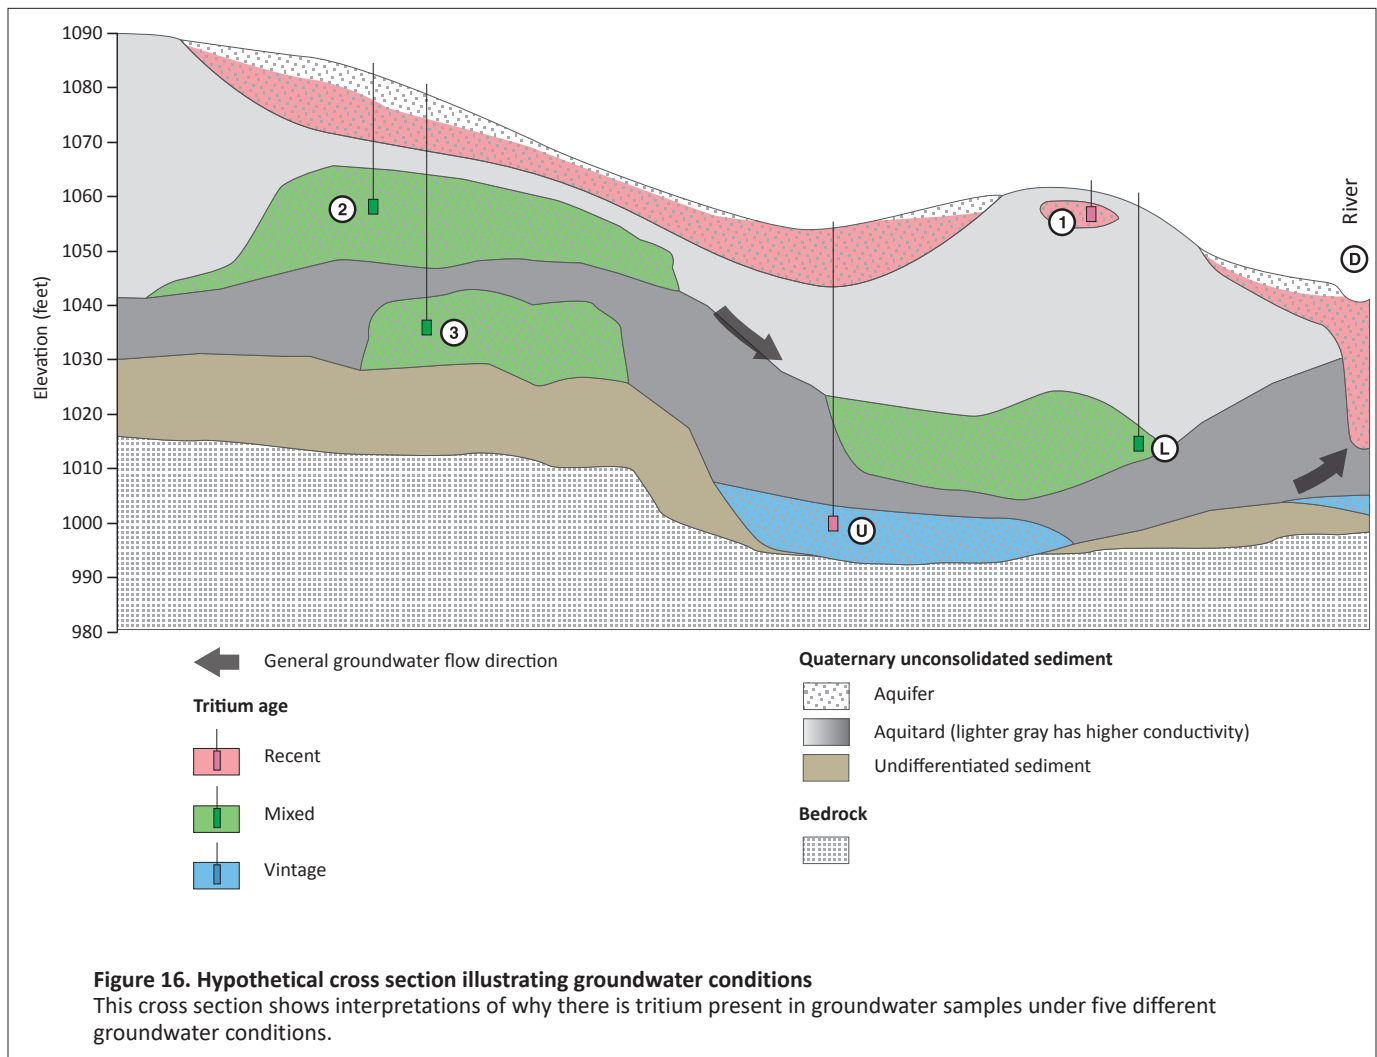 1090
1080
1070
1060
1050
1040
1030
1020
1010
1000
990
980
Elevation (feet)
2
3
1
River
D
L
U
General groundwater flow direction
Tritium age
Recent
Mixed
Vintage
Quaternary unconsolidated sediment
Aquifer
Aquitard (lighter gray has higher conductivity)
Undifferentiated sediment
Bedrock
Figure 16. Hypothetical cross section illustrating groundwater conditions
This cross section shows interpretations of why there is tritium present in groundwater samples under five different
groundwater conditions.